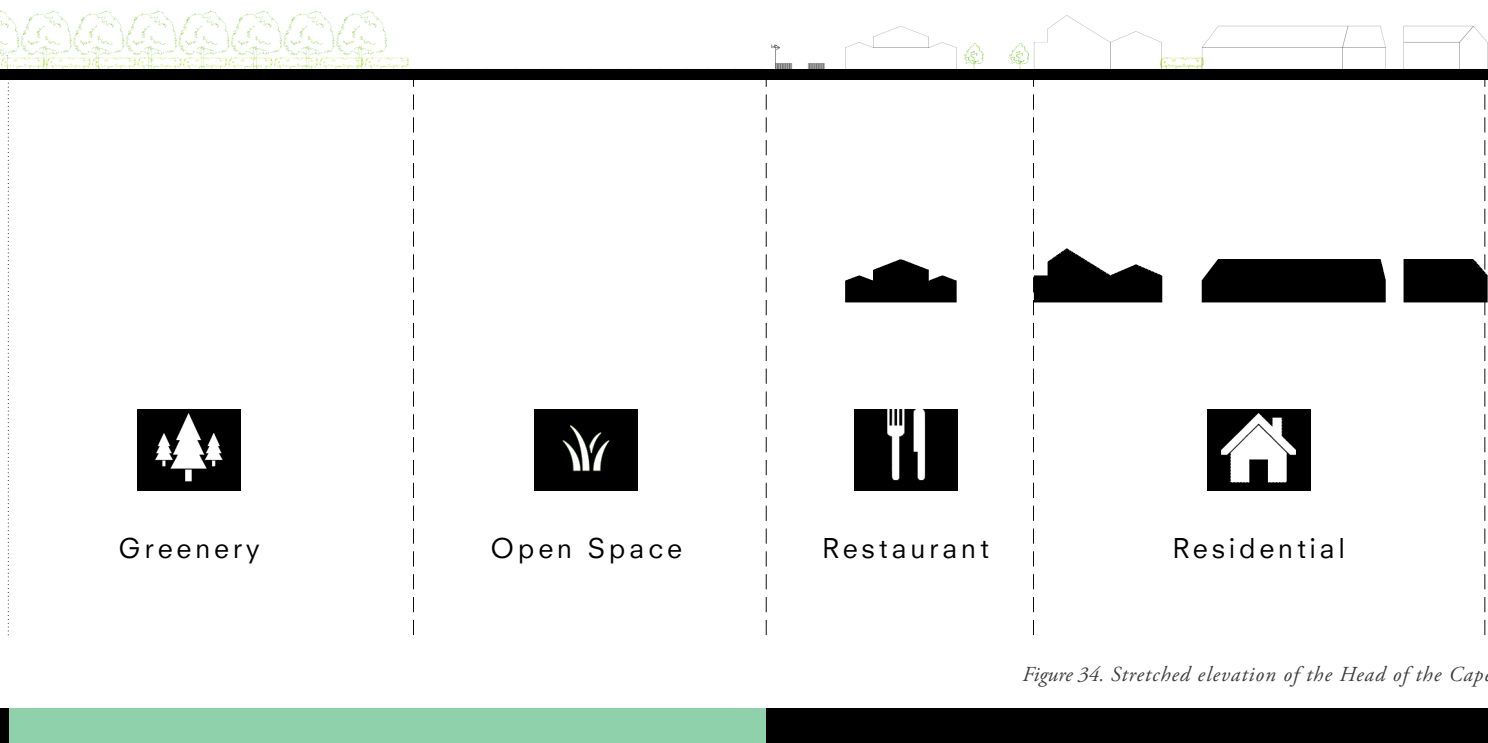 Greenery
Open Space
Restaurant
Residential
Figure 34. Stretched elevation of the Head of the Cape